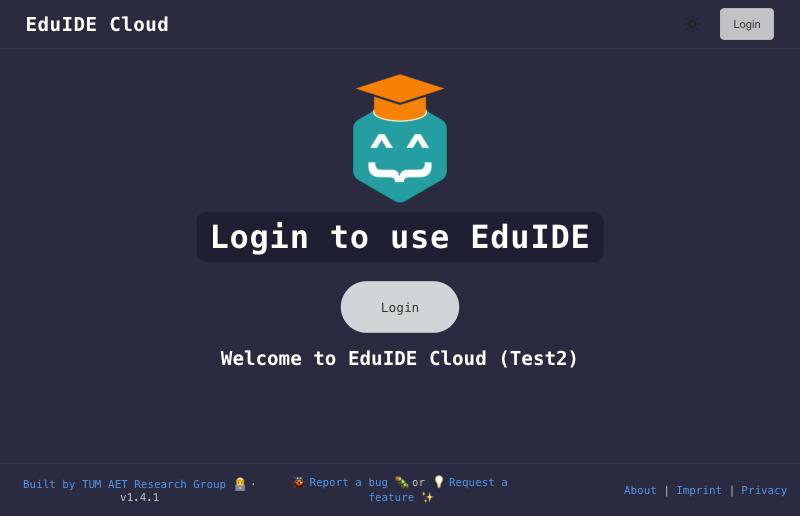 EduIDE Cloud
Login
Login to use EduIDE
Login
Welcome to EduIDE Cloud (Test2)
Built by TUM AET Research Group 👷 ·
v1.4.1
🐞 Report a bug 🐛 or 💡 Request a
feature ✨
About | Imprint | Privacy